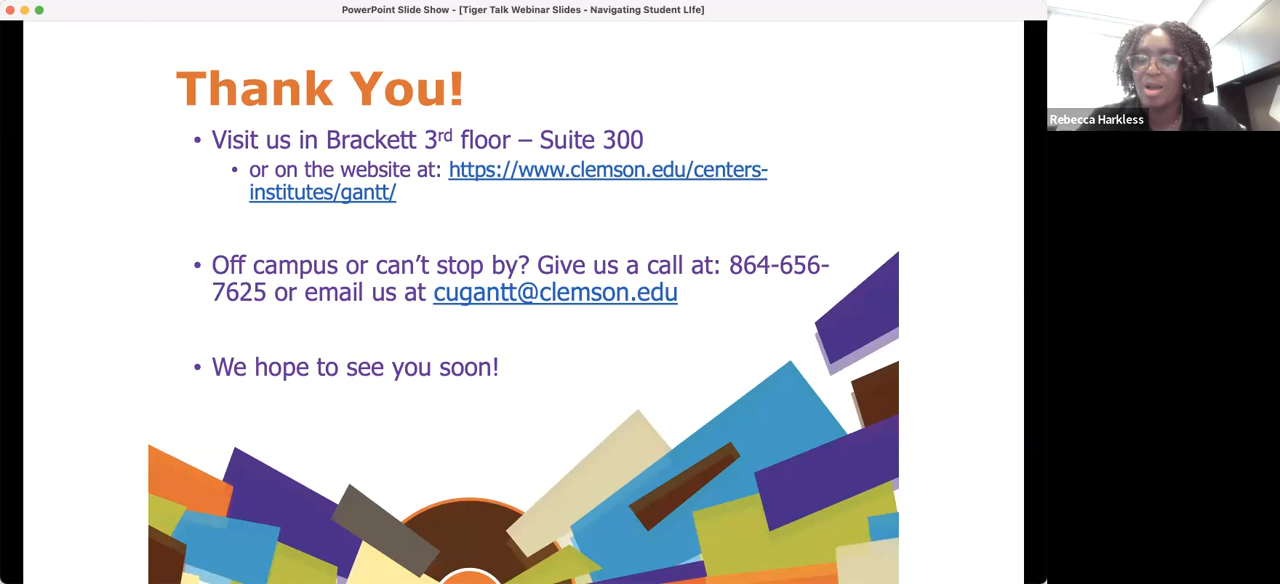 PowerPoint Slide Show - [Tiger Talk Webinar Slides - Navigating Student LIfe]
Thank You!
• Visit us in Brackett 3rd floor – Suite 300
• or on the website at: https://www.clemson.edu/centers-
institutes/gantt/
• Off campus or can’t stop by? Give us a call at: 864-656-
7625 or email us at cugantt@clemson.edu
• We hope to see you soon!
Rebecca Harkless